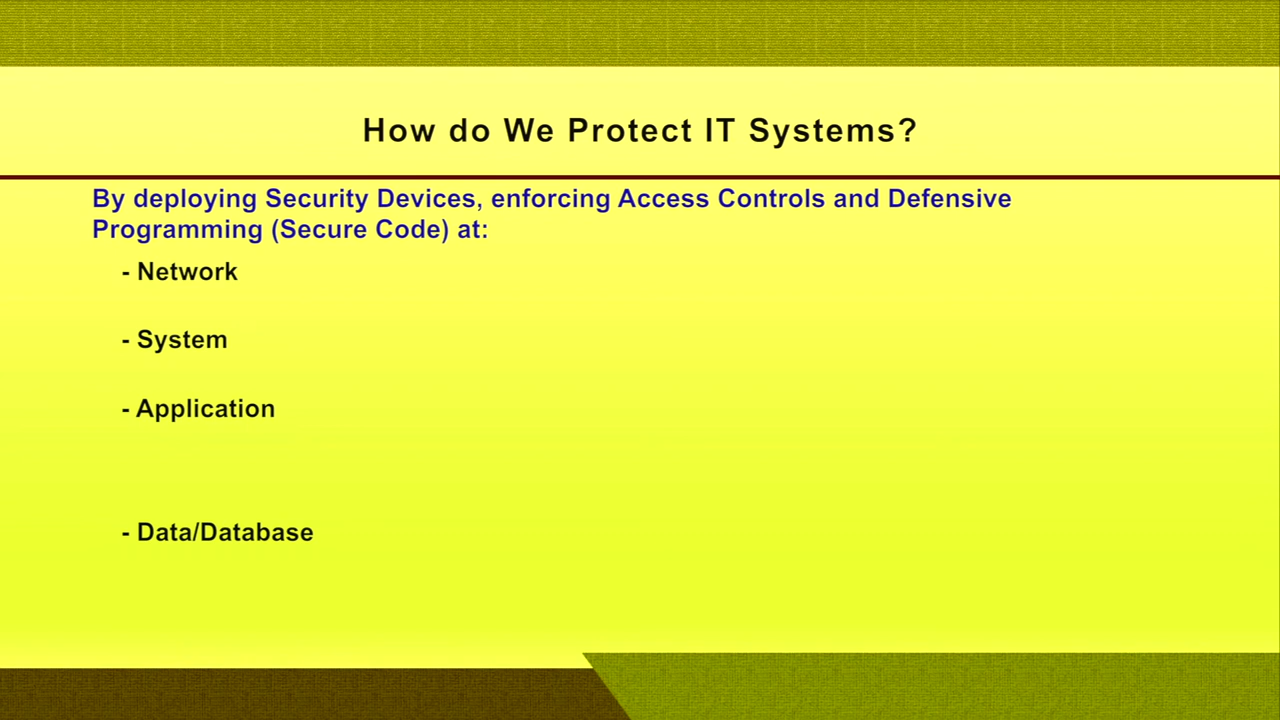 How do We Protect IT Systems?
By deploying Security Devices, enforcing Access Controls and Defensive
Programming (Secure Code) at:
- Network
- System
- Application
- Data/Database